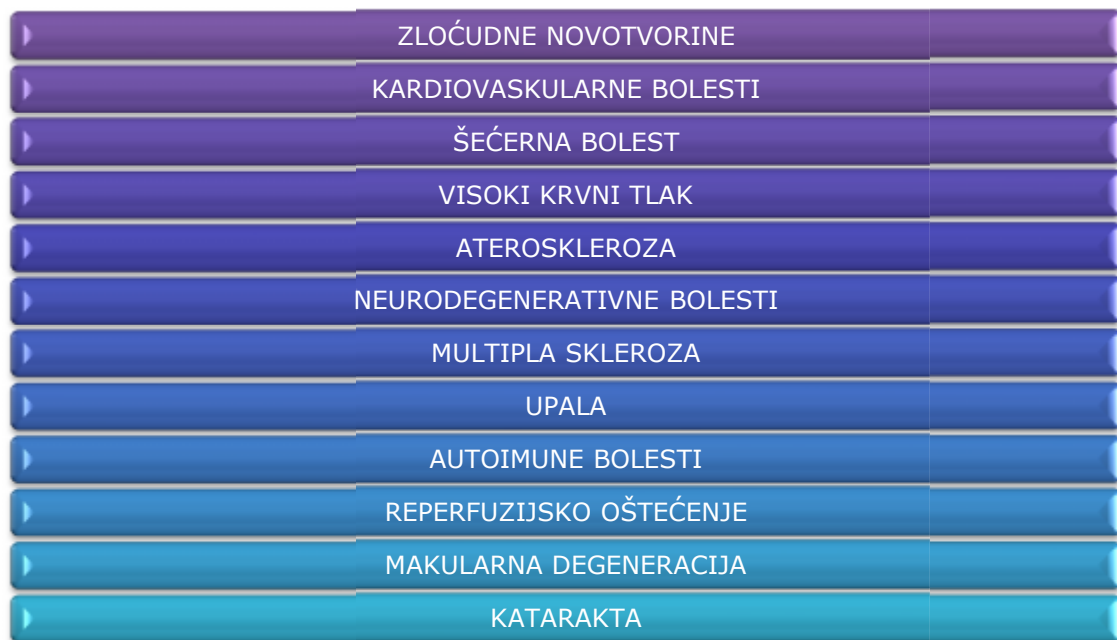 ZLOĆUDNE NOVOTVORINE
KARDIOVASKULARNE BOLESTI
ŠEĆERNA BOLEST
VISOKI KRVNI TLAK
ATEROSKLEROZA
NEURODEGENERATIVNE BOLESTI
MULTIPLA SKLEROZA
UPALA
AUTOIMUNE BOLESTI
REPERFUZIJSKO OŠTEĆENJE
MAKULARNA DEGENERACIJA
KATARAKTA